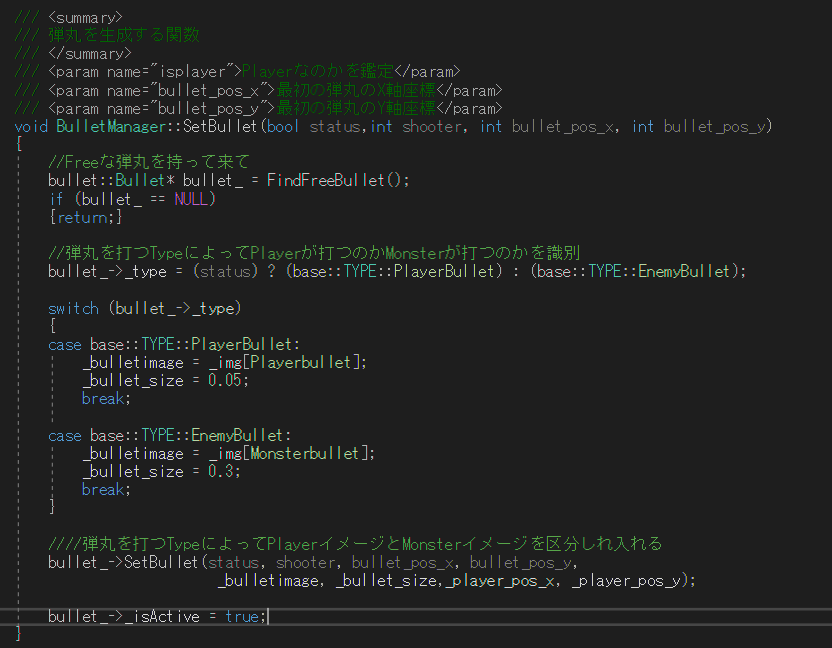 /// <summary>
/// 弾丸を生成する関数
/// </summary>
/// <param name="isplayer">Playerなのかを鑑定</param>
/// <param name="bullet_pos_x">最初の弾丸のX軸座標</param>
/// <param name="bullet_pos_y">最初の弾丸のY軸座標</param>
void BulletManager::SetBullet(bool status,int shooter, int bullet_pos_x, int bullet_pos_y)
{
//Freeな弾丸を持って来て
bullet::Bullet* bullet_ = FindFreeBullet();
if (bullet_ == NULL)
{return;}
//弾丸を打つTypeによってPlayerが打つのかMonsterが打つのかを識別
bullet_->_type = (status) ? (base::TYPE::PlayerBullet) : (base::TYPE::EnemyBullet);
switch (bullet_->_type)
{
case base::TYPE::PlayerBullet:
_bulletimage = _img[Playerbullet];
_bullet_size = 0.05;
break;
case base::TYPE::EnemyBullet:
_bulletimage = _img[Monsterbullet];
_bullet_size = 0.3;
break;
}
////弾丸を打つTypeによってPlayerイメージとMonsterイメージを区分しれ入れる
bullet_->SetBullet(status, shooter, bullet_pos_x, bullet_pos_y,
_bulletimage, _bullet_size,_player_pos_x, _player_pos_y);
bullet_->_isActive = true;
}